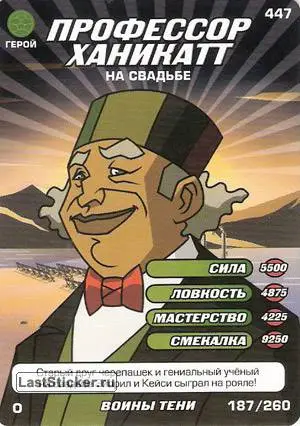 447
ГЕРОЙ
ПРОФЕССОР
ХАНИКАТТ
НА СВАДЬБЕ
СИЛА 5500
ЛОВКОСТЬ 4875
МАСТЕРСТВО 4225
СМЕКАЛКА 9250
Старый друг черепашек и гениальный учёный
и Кейси сыграл на рояле!
LastSticker.ru
0 ВОИНЫ ТЕНИ 187/260